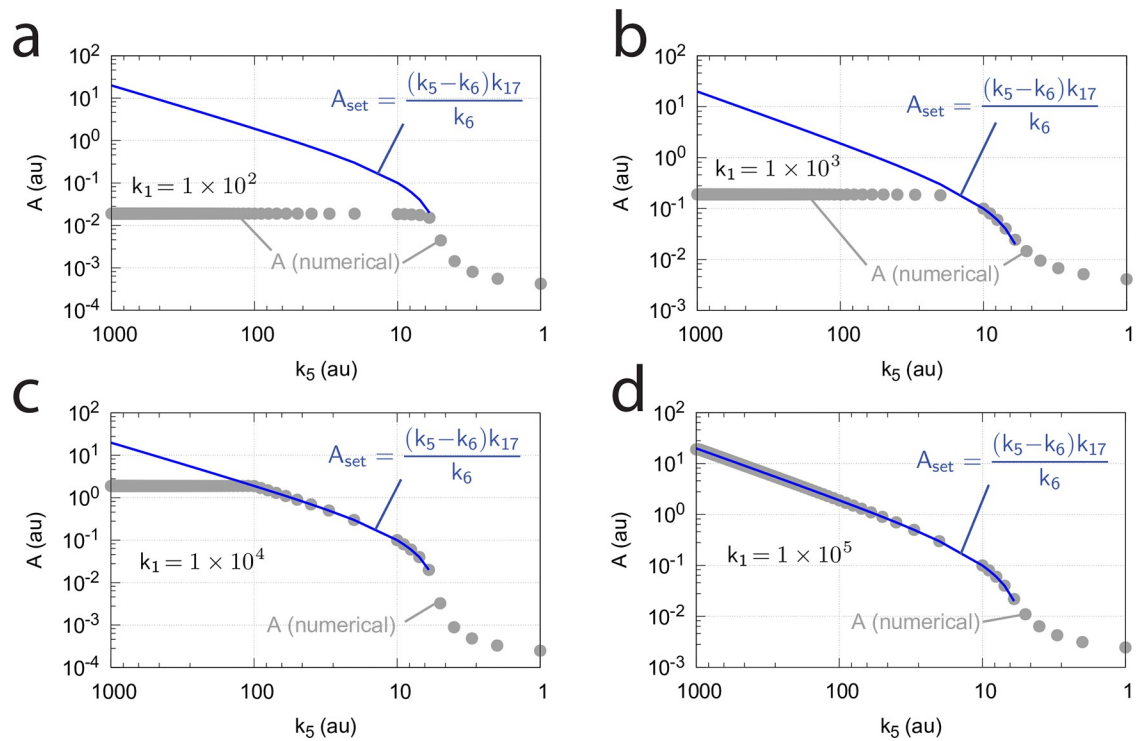 a
A_set = (k₅−k₆)k₁₇ / k₆
k₁ = 1 × 10²
A (numerical)
A (au)
10² 10¹ 10⁰ 10⁻¹ 10⁻² 10⁻³ 10⁻⁴
1000 100 10 1
k₅ (au)
b
A_set = (k₅−k₆)k₁₇ / k₆
k₁ = 1 × 10³
A (numerical)
A (au)
10² 10¹ 10⁰ 10⁻¹ 10⁻² 10⁻³
1000 100 10 1
k₅ (au)
c
A_set = (k₅−k₆)k₁₇ / k₆
k₁ = 1 × 10⁴
A (numerical)
A (au)
10² 10¹ 10⁰ 10⁻¹ 10⁻² 10⁻³ 10⁻⁴
1000 100 10 1
k₅ (au)
d
A_set = (k₅−k₆)k₁₇ / k₆
k₁ = 1 × 10⁵
A (numerical)
A (au)
10² 10¹ 10⁰ 10⁻¹ 10⁻² 10⁻³
1000 100 10 1
k₅ (au)